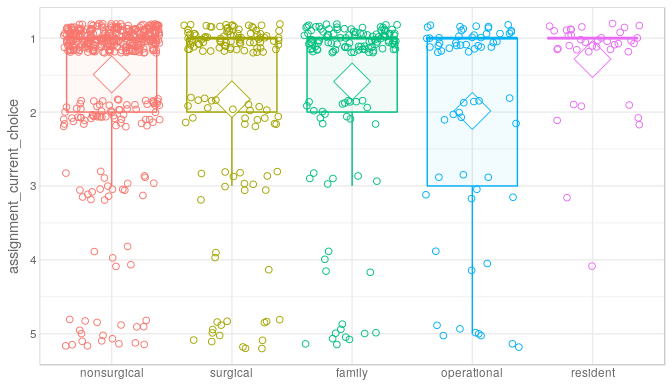 assignment_current_choice
1
2
3
4
5
nonsurgical surgical family operational resident